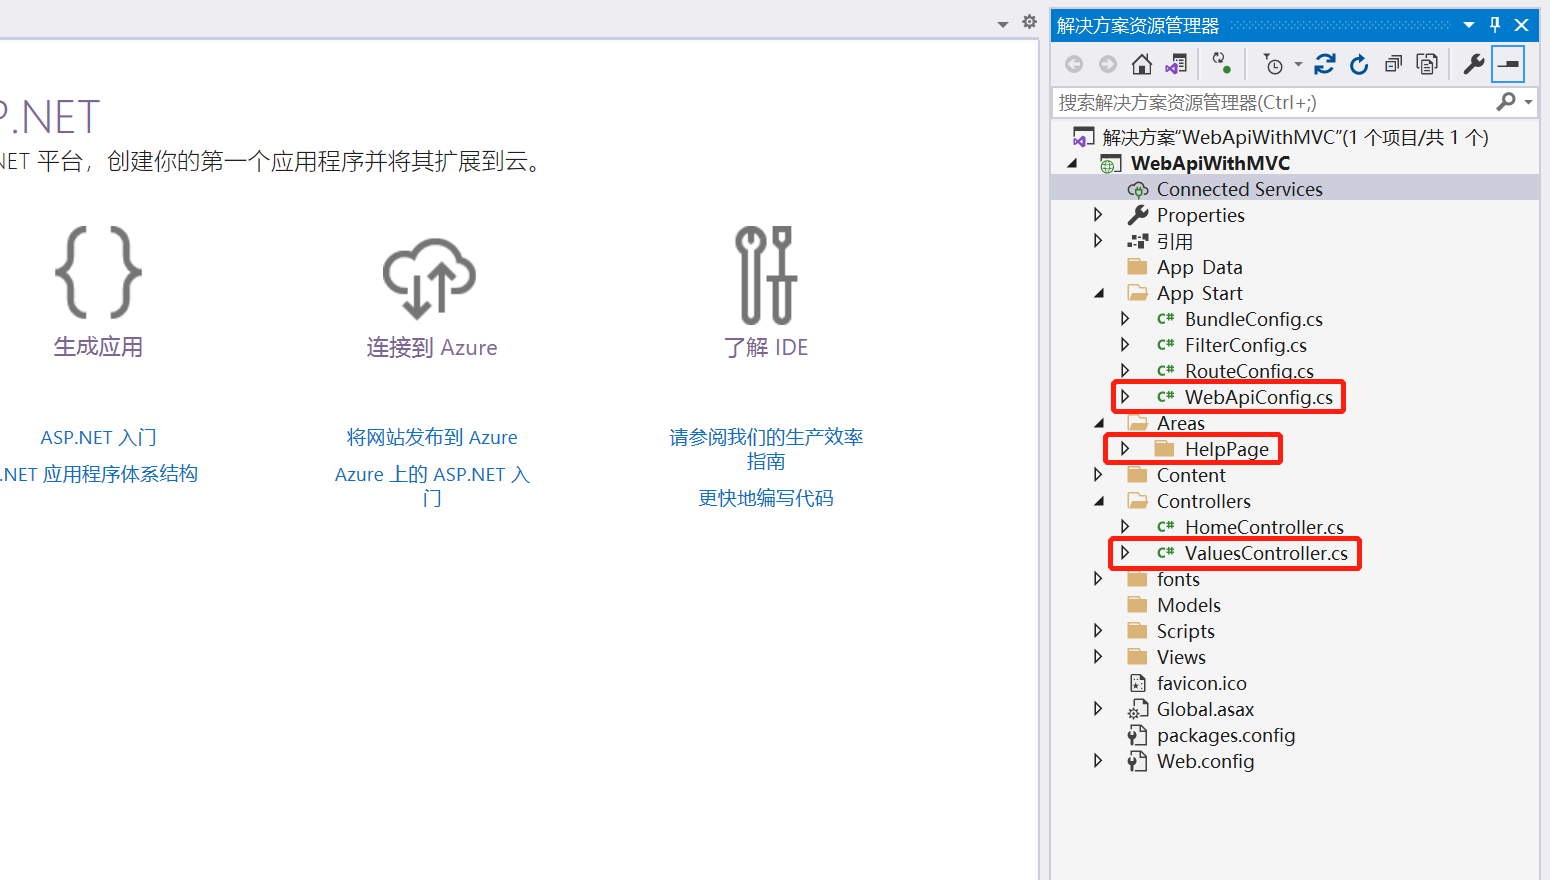 P.NET
NET 平台，创建你的第一个应用程序并将其扩展到云。
生成应用
连接到 Azure
了解 IDE
ASP.NET 入门
.NET 应用程序体系结构
将网站发布到 Azure
Azure 上的 ASP.NET 入
门
请参阅我们的生产效率
指南
更快地编写代码
解决方案资源管理器
搜索解决方案资源管理器(Ctrl+;)
解决方案"WebApiWithMVC"(1 个项目/共 1 个)
WebApiWithMVC
Connected Services
Properties
引用
App_Data
App_Start
C# BundleConfig.cs
C# FilterConfig.cs
C# RouteConfig.cs
C# WebApiConfig.cs
Areas
HelpPage
Content
Controllers
C# HomeController.cs
C# ValuesController.cs
fonts
Models
Scripts
Views
favicon.ico
Global.asax
packages.config
Web.config